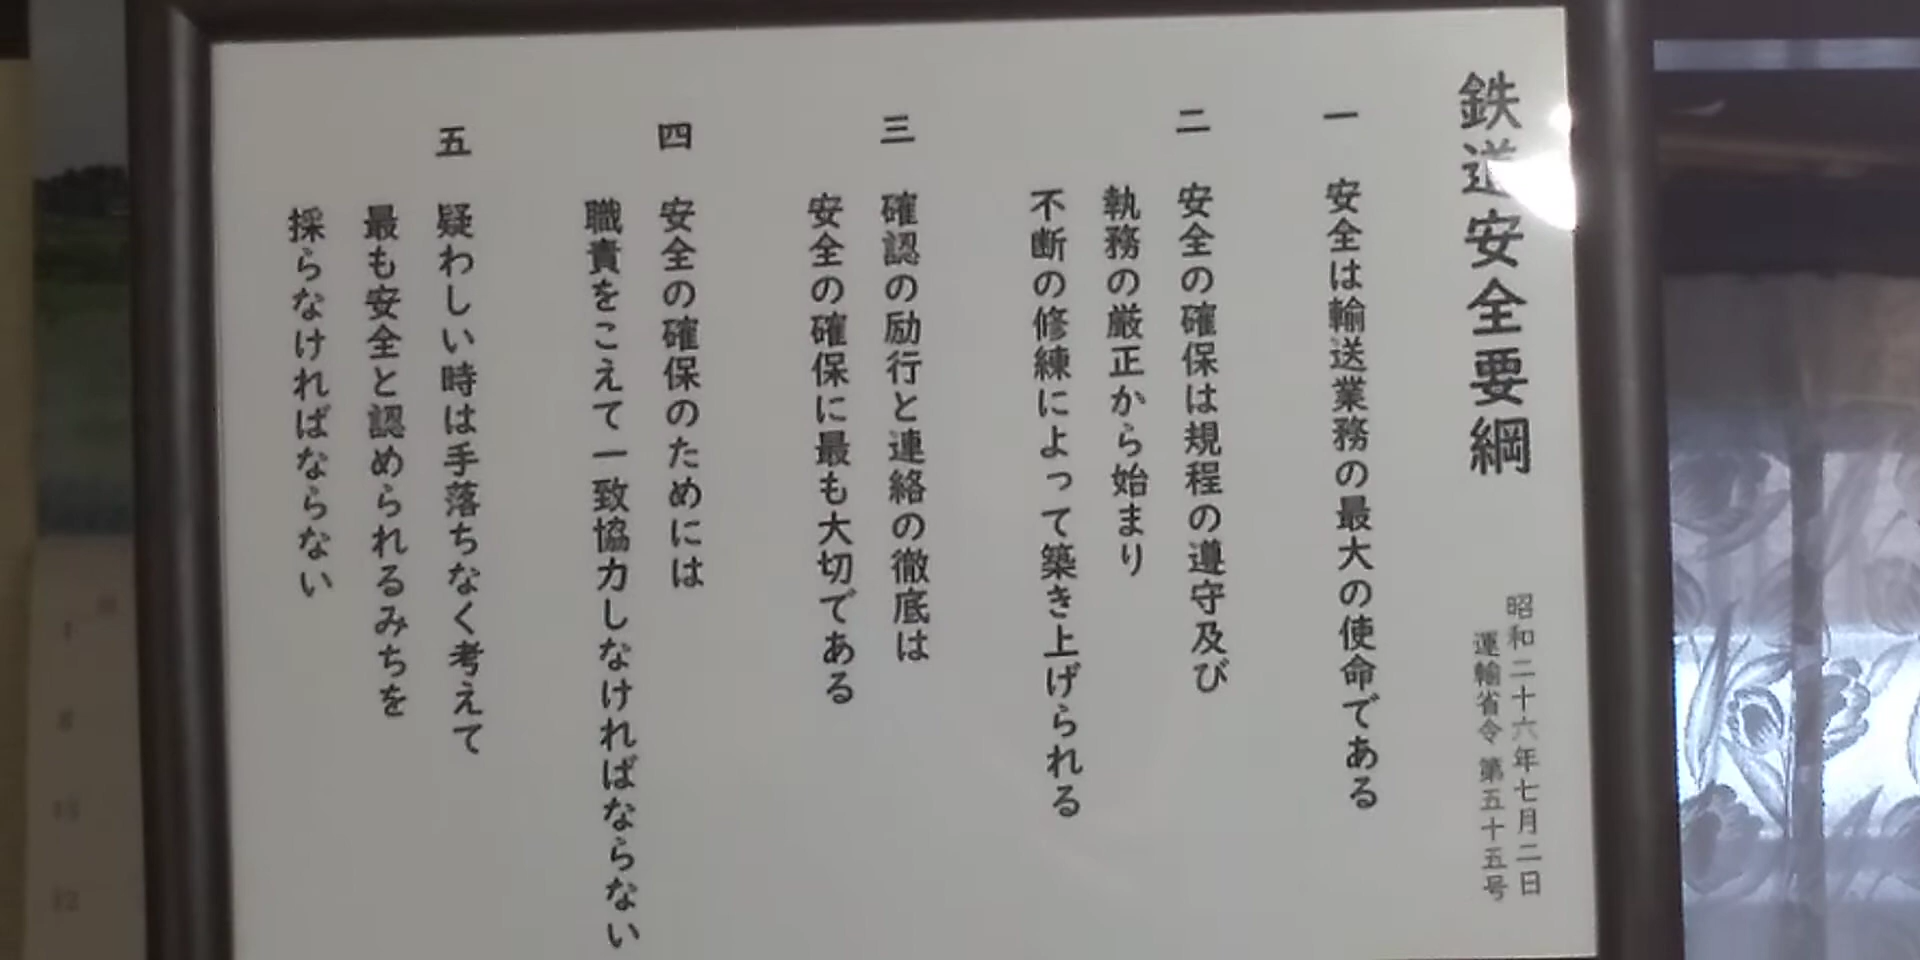 鉄道安全要綱
昭和二十六年七月二日
運輸省令 第五十五号
一 安全は輸送業務の最大の使命である
二 安全の確保は規程の遵守及び
執務の厳正から始まり
不断の修練によって築き上げられる
三 確認の励行と連絡の徹底は
安全の確保に最も大切である
四 安全の確保のためには
職責をこえて一致協力しなければならない
五 疑わしい時は手落ちなく考えて
最も安全と認められるみちを
採らなければならない